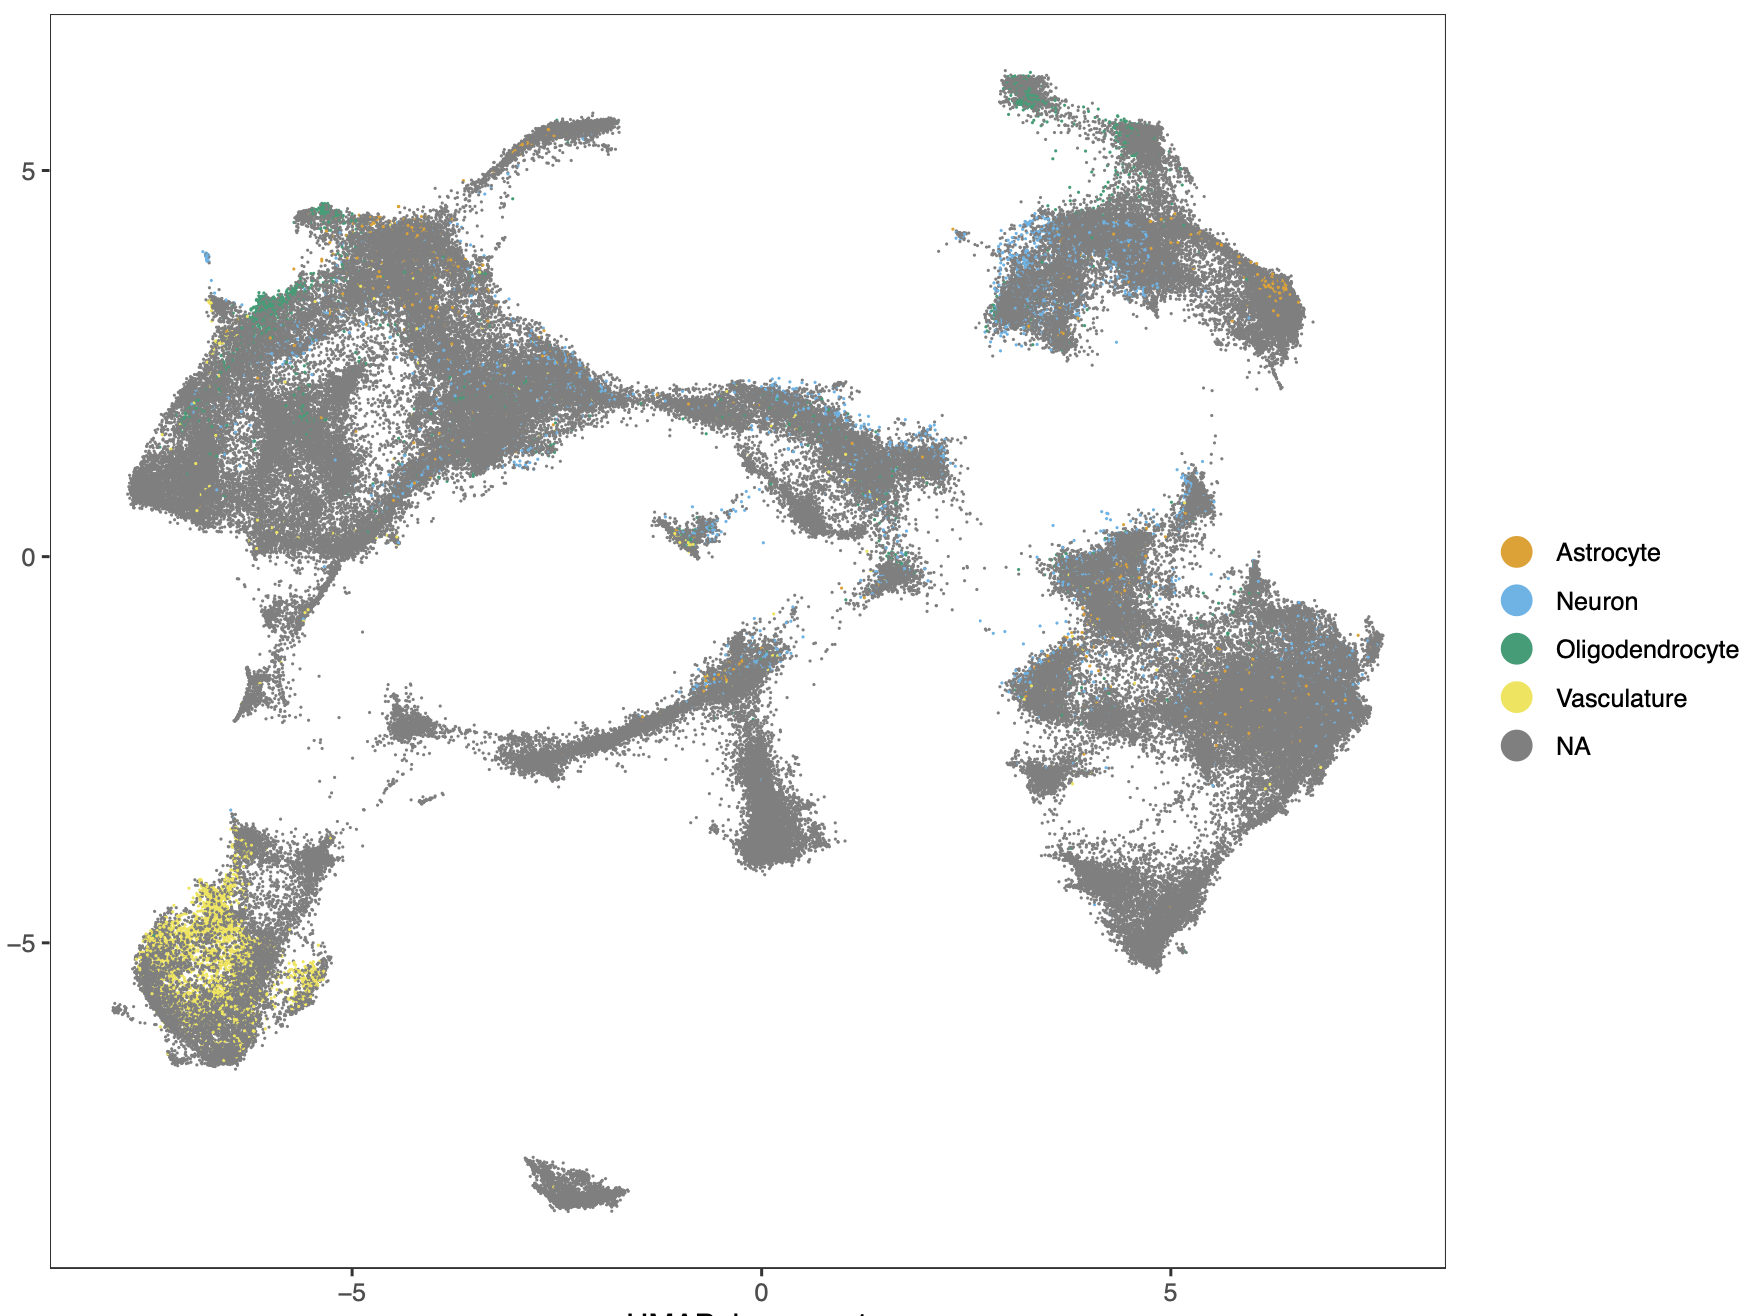 5
0
−5
−5
0
5
Astrocyte
Neuron
Oligodendrocyte
Vasculature
NA